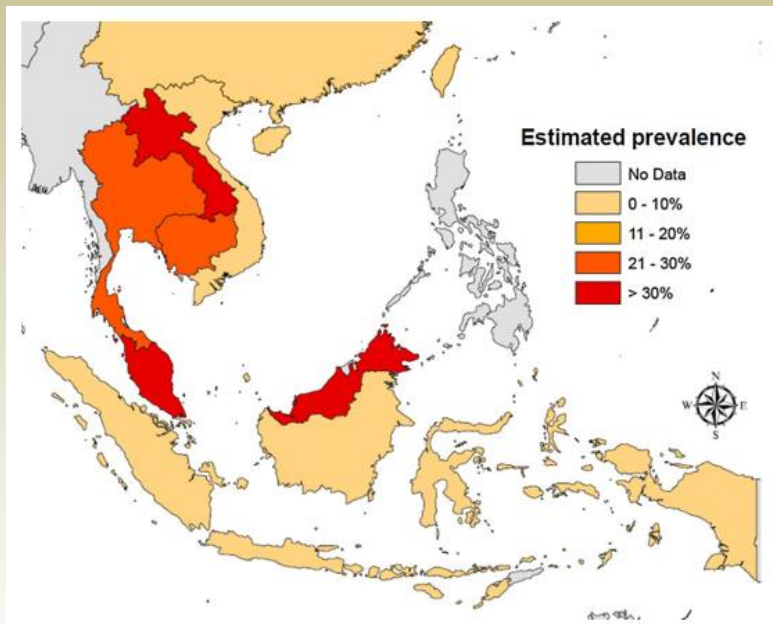 Estimated prevalence
No Data
0 - 10%
11 - 20%
21 - 30%
> 30%
N
W E
S